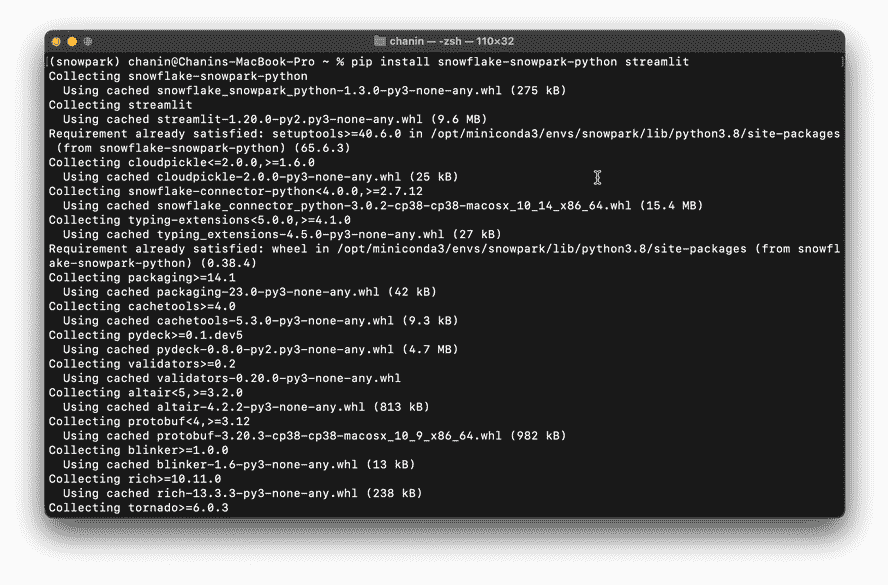 chanin — -zsh — 110×32
(snowpark) chanin@Chanins-MacBook-Pro ~ % pip install snowflake-snowpark-python streamlit
Collecting snowflake-snowpark-python
Using cached snowflake_snowpark_python-1.3.0-py3-none-any.whl (275 kB)
Collecting streamlit
Using cached streamlit-1.20.0-py2.py3-none-any.whl (9.6 MB)
Requirement already satisfied: setuptools>=40.6.0 in /opt/miniconda3/envs/snowpark/lib/python3.8/site-packages
(from snowflake-snowpark-python) (65.6.3)
Collecting cloudpickle<=2.0.0,>=1.6.0
Using cached cloudpickle-2.0.0-py3-none-any.whl (25 kB)
Collecting snowflake-connector-python<4.0.0,>=2.7.12
Using cached snowflake_connector_python-3.0.2-cp38-cp38-macosx_10_14_x86_64.whl (15.4 MB)
Collecting typing-extensions<5.0.0,>=4.1.0
Using cached typing_extensions-4.5.0-py3-none-any.whl (27 kB)
Requirement already satisfied: wheel in /opt/miniconda3/envs/snowpark/lib/python3.8/site-packages (from snowfl
ake-snowpark-python) (0.38.4)
Collecting packaging>=14.1
Using cached packaging-23.0-py3-none-any.whl (42 kB)
Collecting cachetools>=4.0
Using cached cachetools-5.3.0-py3-none-any.whl (9.3 kB)
Collecting pydeck>=0.1.dev5
Using cached pydeck-0.8.0-py2.py3-none-any.whl (4.7 MB)
Collecting validators>=0.2
Using cached validators-0.20.0-py3-none-any.whl
Collecting altair<5,>=3.2.0
Using cached altair-4.2.2-py3-none-any.whl (813 kB)
Collecting protobuf<4,>=3.12
Using cached protobuf-3.20.3-cp38-cp38-macosx_10_9_x86_64.whl (982 kB)
Collecting blinker>=1.0.0
Using cached blinker-1.6-py3-none-any.whl (13 kB)
Collecting rich>=10.11.0
Using cached rich-13.3.3-py3-none-any.whl (238 kB)
Collecting tornado>=6.0.3